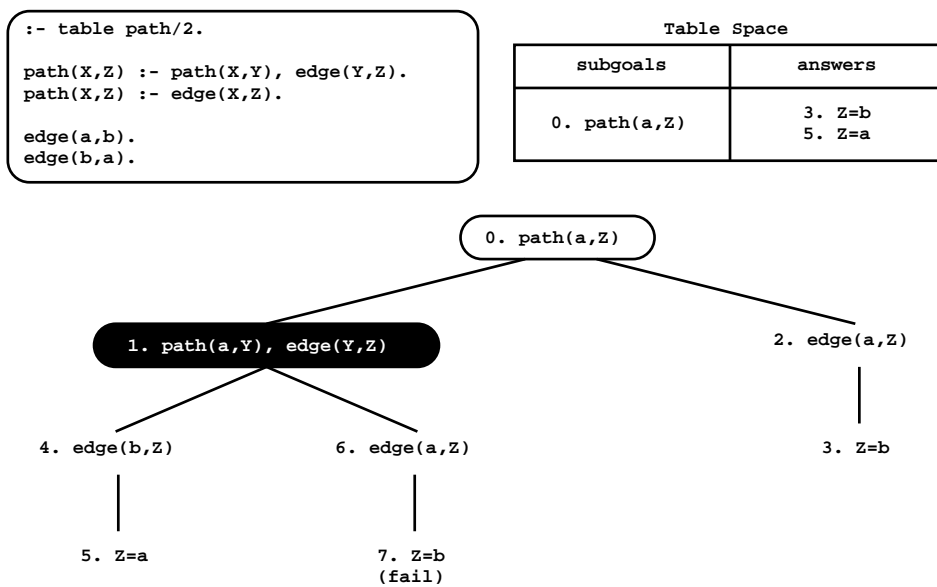 :- table path/2.
path(X,Z) :- path(X,Y), edge(Y,Z).
path(X,Z) :- edge(X,Z).
edge(a,b).
edge(b,a).
Table Space
subgoals answers
0. path(a,Z)
3. Z=b
5. Z=a
0. path(a,Z)
1. path(a,Y), edge(Y,Z)
2. edge(a,Z)
4. edge(b,Z)
6. edge(a,Z)
3. Z=b
5. Z=a
7. Z=b
(fail)